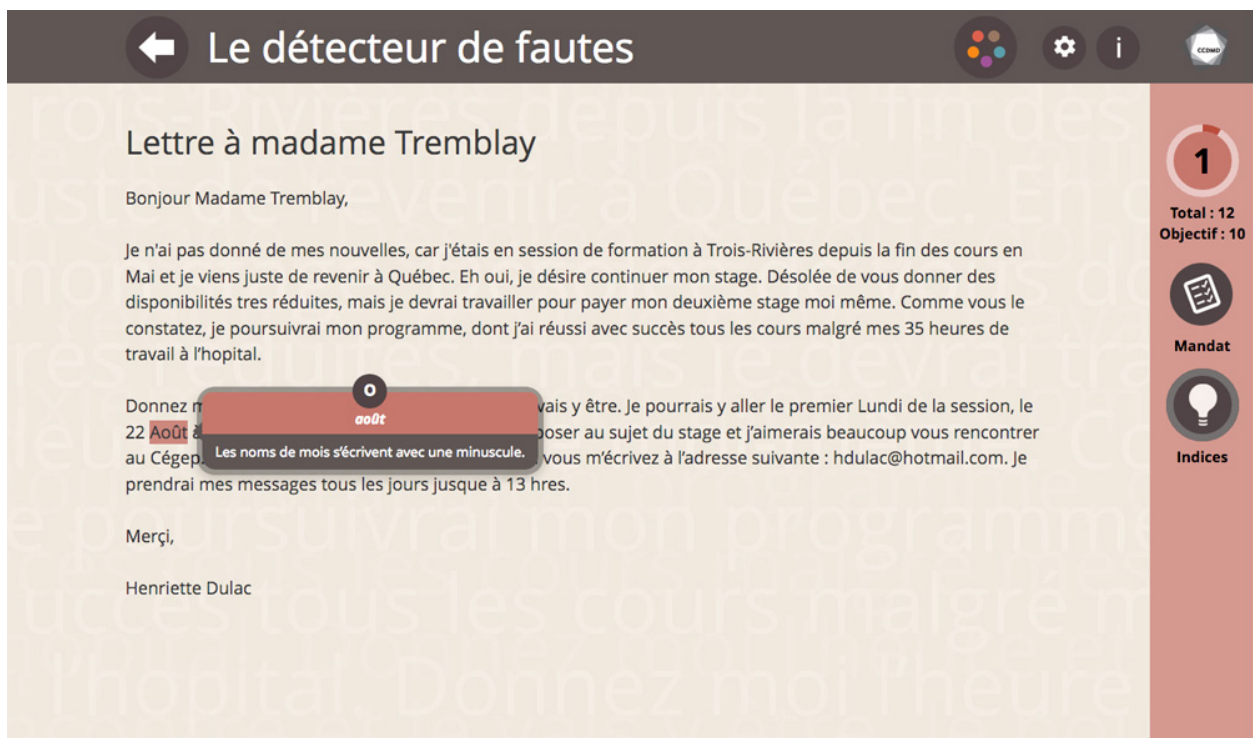 Le détecteur de fautes
i
CCDMD
Lettre à madame Tremblay
Bonjour Madame Tremblay,
Je n'ai pas donné de mes nouvelles, car j'étais en session de formation à Trois-Rivières depuis la fin des cours en
Mai et je viens juste de revenir à Québec. Eh oui, je désire continuer mon stage. Désolée de vous donner des
disponibilités tres réduites, mais je devrai travailler pour payer mon deuxième stage moi même. Comme vous le
constatez, je poursuivrai mon programme, dont j'ai réussi avec succès tous les cours malgré mes 35 heures de
travail à l'hopital.
Donnez vais y être. Je pourrais y aller le premier Lundi de la session, le
22 Août au sujet du stage et j'aimerais beaucoup vous rencontrer
au Cégep. vous m'écrivez à l'adresse suivante : hdulac@hotmail.com. Je
prendrai mes messages tous les jours jusque à 13 hres.
Merçi,
Henriette Dulac
O
août
Les noms de mois s'écrivent avec une minuscule.
1
Total : 12
Objectif : 10
Mandat
Indices